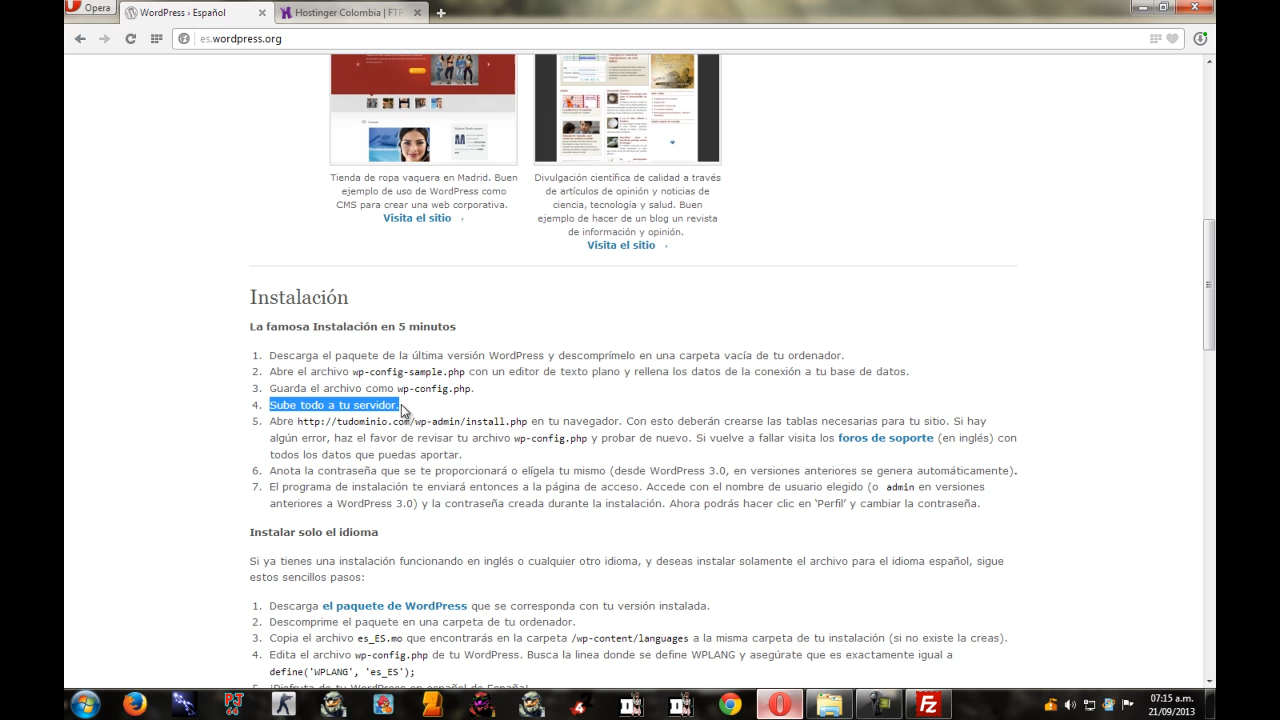 Opera
WordPress › Español
Hostinger Colombia | FTP
es.wordpress.org
Tienda de ropa vaquera en Madrid. Buen
ejemplo de uso de WordPress como
CMS para crear una web corporativa.
Visita el sitio →
Divulgación científica de calidad a través
de artículos de opinión y noticias de
ciencia, tecnología y salud. Buen
ejemplo de hacer de un blog un revista
de información y opinión.
Visita el sitio →
Instalación
La famosa Instalación en 5 minutos
1. Descarga el paquete de la última versión WordPress y descomprímelo en una carpeta vacía de tu ordenador.
2. Abre el archivo wp-config-sample.php con un editor de texto plano y rellena los datos de la conexión a tu base de datos.
3. Guarda el archivo como wp-config.php.
4. Sube todo a tu servidor.
5. Abre http://tudominio.com/wp-admin/install.php en tu navegador. Con esto deberán crearse las tablas necesarias para tu sitio. Si hay
algún error, haz el favor de revisar tu archivo wp-config.php y probar de nuevo. Si vuelve a fallar visita los foros de soporte (en inglés) con
todos los datos que puedas aportar.
6. Anota la contraseña que se te proporcionará o elígela tu mismo (desde WordPress 3.0, en versiones anteriores se genera automáticamente).
7. El programa de instalación te enviará entonces a la página de acceso. Accede con el nombre de usuario elegido (o admin en versiones
anteriores a WordPress 3.0) y la contraseña creada durante la instalación. Ahora podrás hacer clic en ‘Perfil’ y cambiar la contraseña.
Instalar solo el idioma
Si ya tienes una instalación funcionando en inglés o cualquier otro idioma, y deseas instalar solamente el archivo para el idioma español, sigue
estos sencillos pasos:
1. Descarga el paquete de WordPress que se corresponda con tu versión instalada.
2. Descomprime el paquete en una carpeta de tu ordenador.
3. Copia el archivo es_ES.mo que encontrarás en la carpeta /wp-content/languages a la misma carpeta de tu instalación (si no existe la creas).
4. Edita el archivo wp-config.php de tu WordPress. Busca la linea donde se define WPLANG y asegúrate que es exactamente igual a
define('WPLANG', 'es_ES');
5. ¡Disfruta de tu WordPress en español de España!
07:15 a.m.
21/09/2013